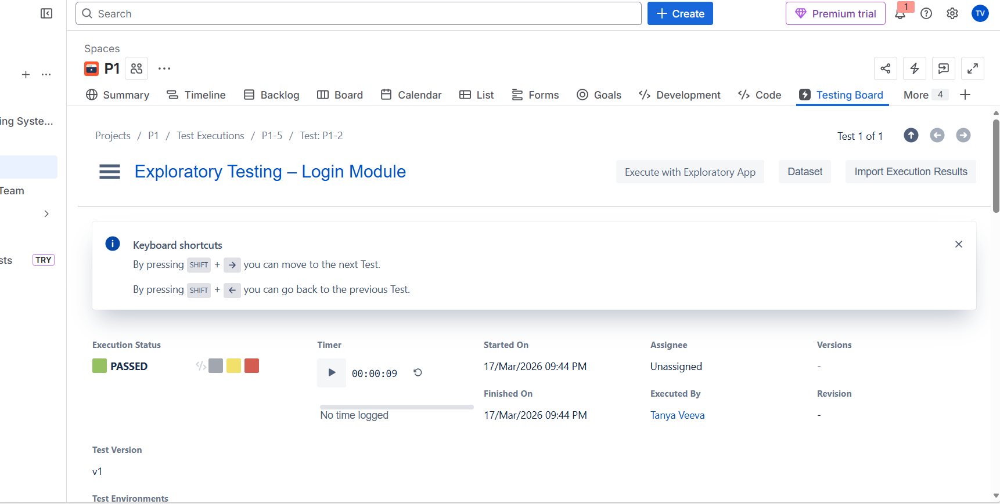 Search
Create
Premium trial
1
TV
Spaces
P1
Summary
Timeline
Backlog
Board
Calendar
List
Forms
Goals
Development
Code
Testing Board
More 4
ing Syste...
Team
sts
TRY
Projects / P1 / Test Executions / P1-5 / Test: P1-2
Test 1 of 1
Exploratory Testing – Login Module
Execute with Exploratory App
Dataset
Import Execution Results
Keyboard shortcuts
By pressing SHIFT + → you can move to the next Test.
By pressing SHIFT + ← you can go back to the previous Test.
Execution Status
PASSED
Timer
00:00:09
No time logged
Started On
17/Mar/2026 09:44 PM
Finished On
17/Mar/2026 09:44 PM
Assignee
Unassigned
Executed By
Tanya Veeva
Versions
-
Revision
-
Test Version
v1
Test Environments